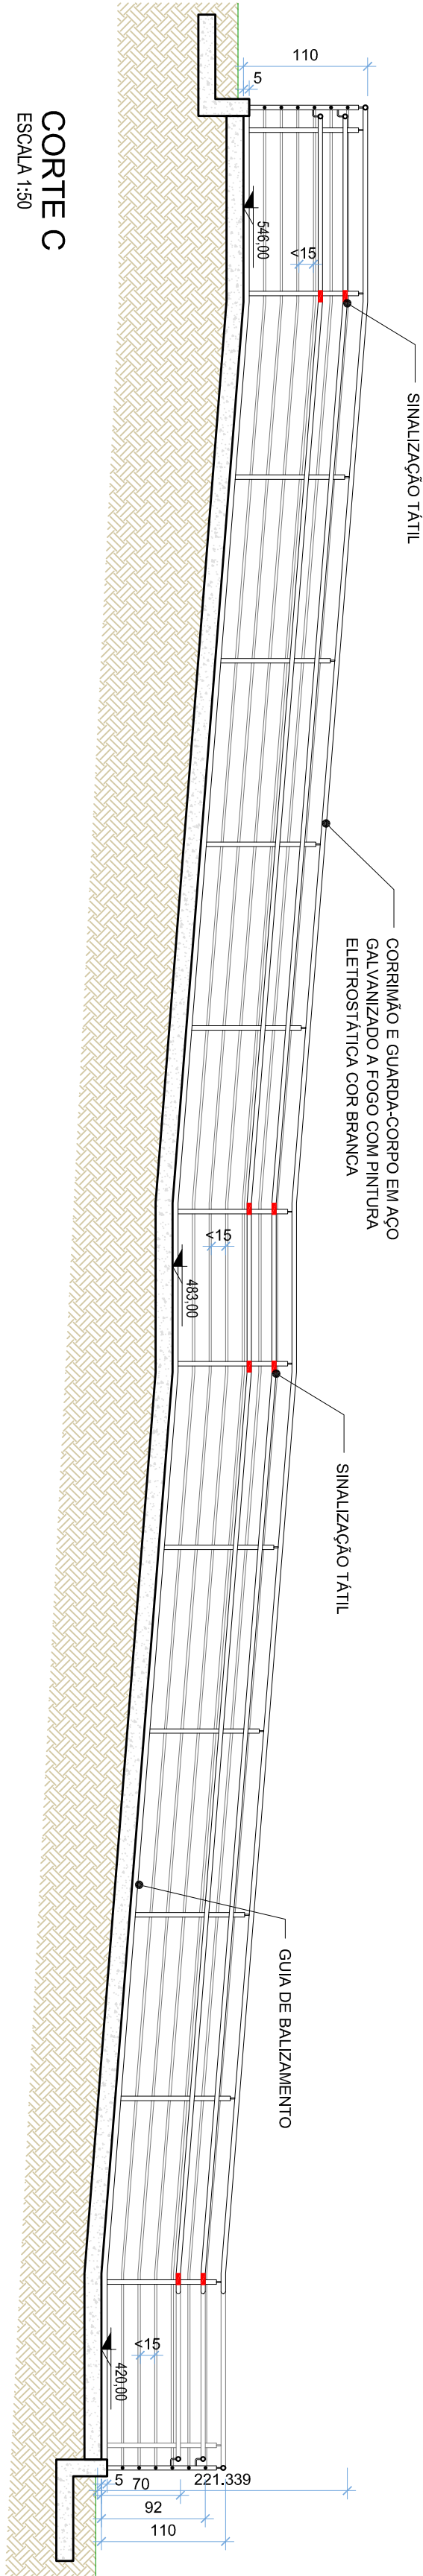 110
5
546,00
<15
SINALIZAÇÃO TÁTIL
CORRIMÃO E GUARDA-CORPO EM AÇO
GALVANIZADO A FOGO COM PINTURA
ELETROSTÁTICA COR BRANCA
<15
483,00
SINALIZAÇÃO TÁTIL
GUIA DE BALIZAMENTO
<15
420,00
5
70
221.339
92
110
CORTE C
ESCALA 1:50